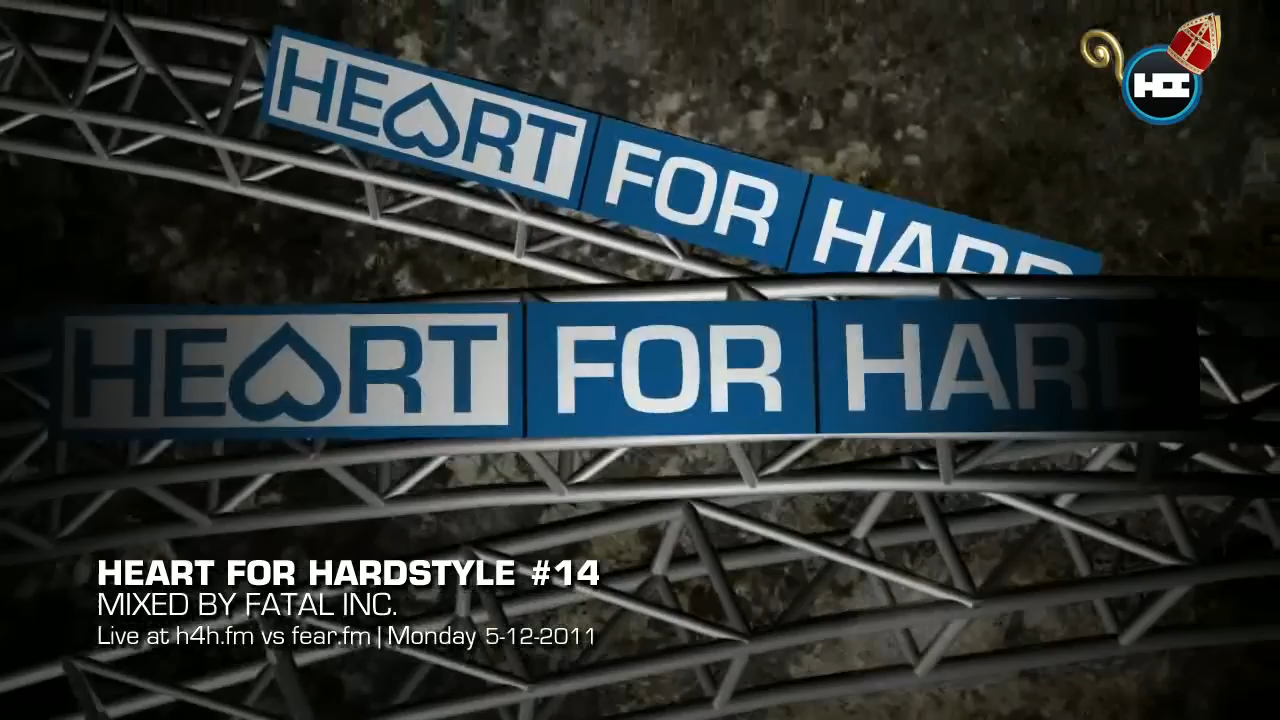 HEART FOR HARD
HEART FOR HARD
HI
HEART FOR HARDSTYLE #14
MIXED BY FATAL INC.
Live at h4h.fm vs fear.fm | Monday 5-12-2011